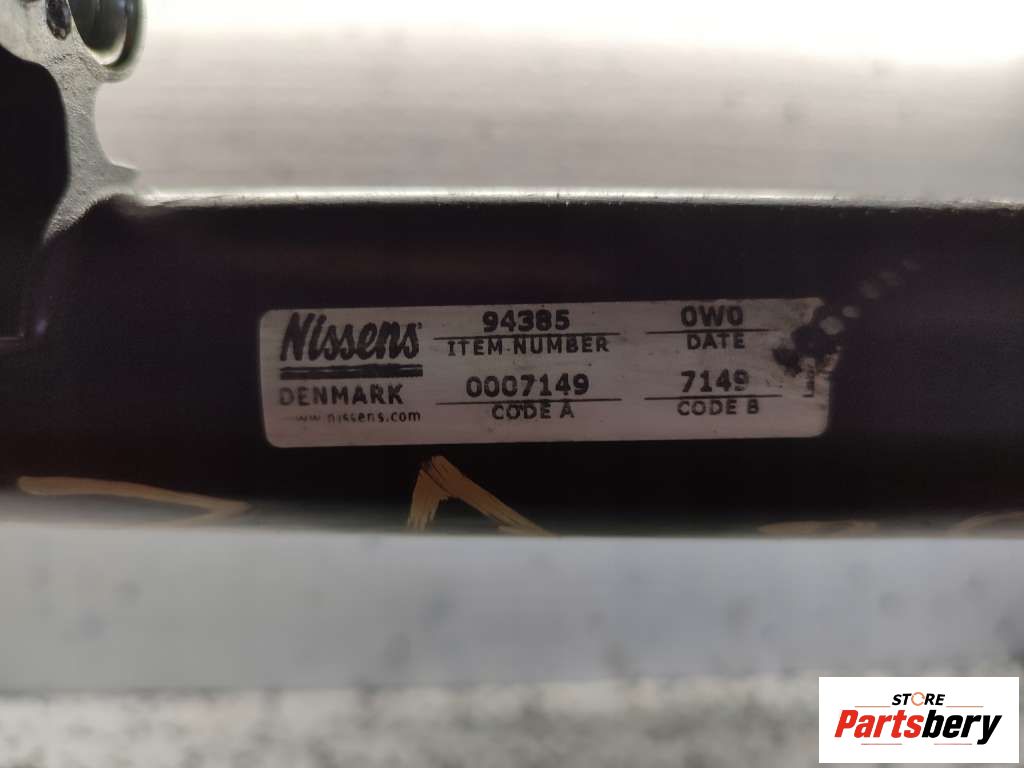 Nissens
DENMARK
www.nissens.com
94385
ITEM NUMBER
0007149
CODE A
0W0
DATE
7149
CODE B
STORE
Partsbery